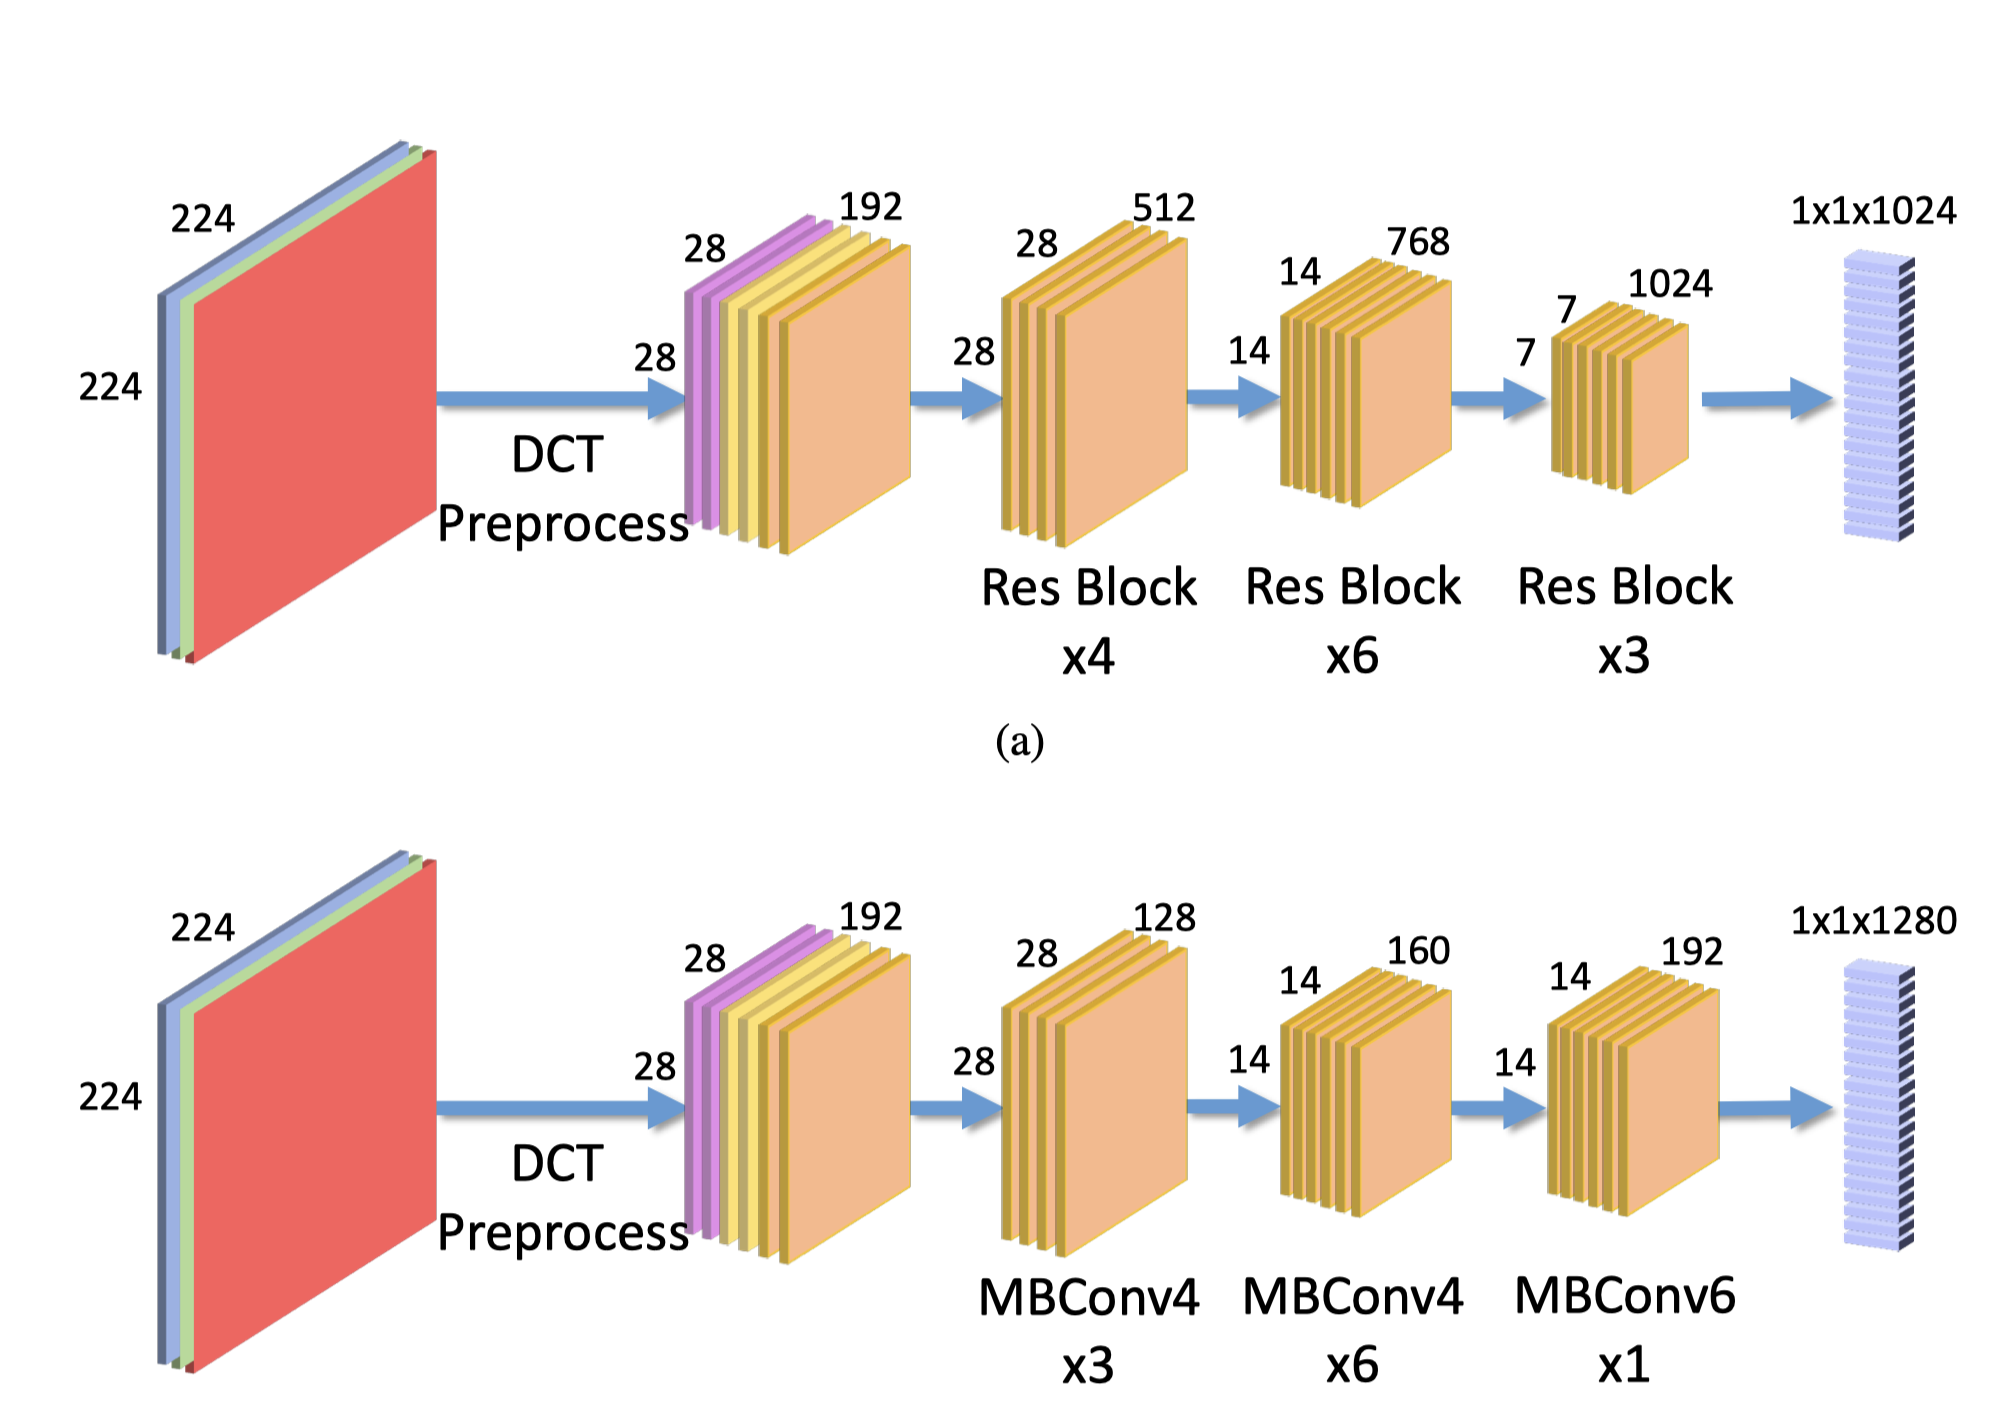 224
224
DCT
Preprocess
28
28
192
28
28
512
Res Block
x4
14
14
768
Res Block
x6
7
7
1024
Res Block
x3
1x1x1024
(a)
224
224
DCT
Preprocess
28
28
192
28
28
128
MBConv4
x3
14
14
160
MBConv4
x6
14
14
192
MBConv6
x1
1x1x1280